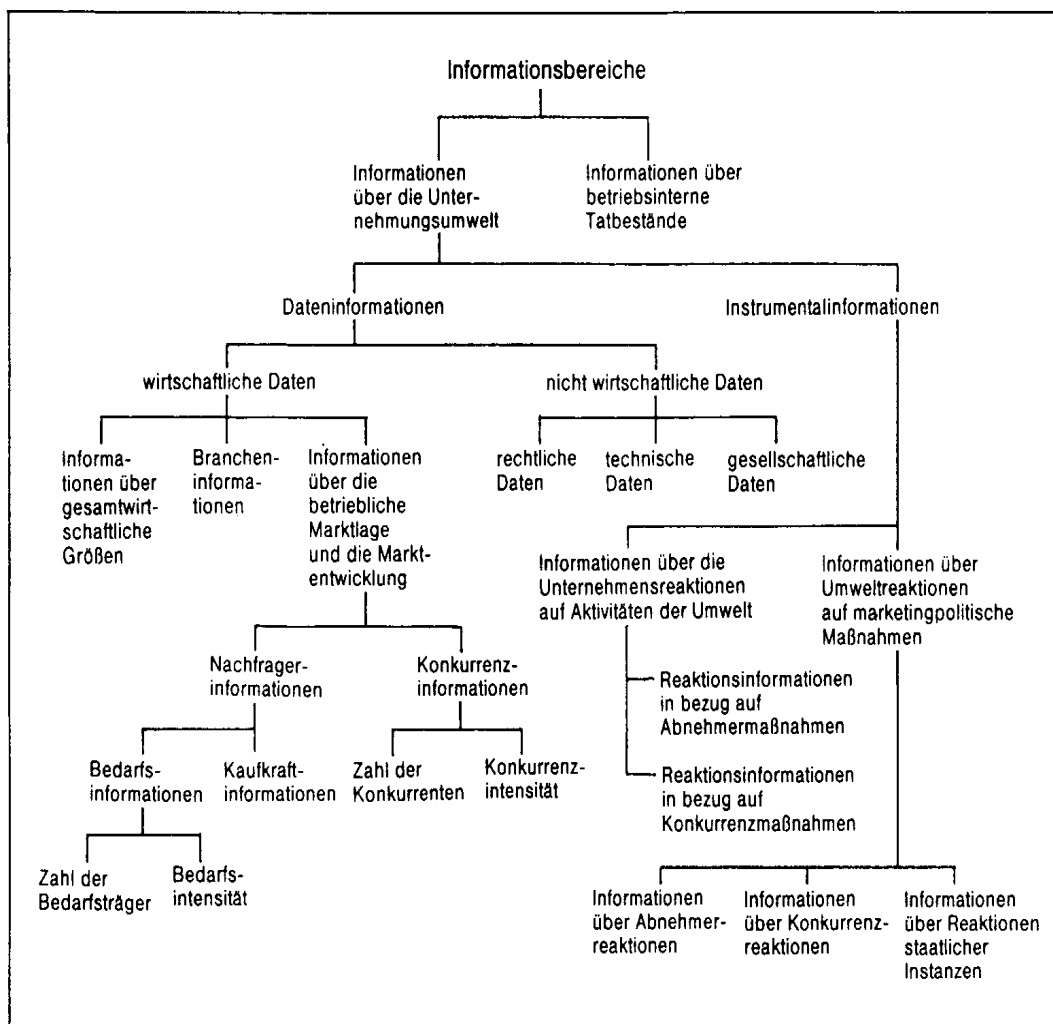 Informationsbereiche
Informationen
über die Unter-
nehmungsumwelt
Informationen über
betriebsinterne
Tatbestände
Dateninformationen
Instrumentalinformationen
wirtschaftliche Daten
nicht wirtschaftliche Daten
Informa-
tionen über
gesamtwirt-
schaftliche
Größen
Branchen-
informa-
tionen
Informationen
über die
betriebliche
Marktlage
und die Markt-
entwicklung
rechtliche
Daten
technische
Daten
gesellschaftliche
Daten
Informationen über die
Unternehmensreaktionen
auf Aktivitäten der Umwelt
Informationen über
Umweltreaktionen
auf marketingpolitische
Maßnahmen
Nachfrager-
informationen
Konkurrenz-
informationen
Reaktionsinformationen
in bezug auf
Abnehmermaßnahmen
Bedarfs-
informationen
Kaufkraft-
informationen
Zahl der
Konkurrenten
Konkurrenz-
intensität
Reaktionsinformationen
in bezug auf
Konkurrenzmaßnahmen
Zahl der
Bedarfsträger
Bedarfs-
intensität
Informationen
über Abnehmer-
reaktionen
Informationen
über Konkurrenz-
reaktionen
Informationen
über Reaktionen
staatlicher
Instanzen